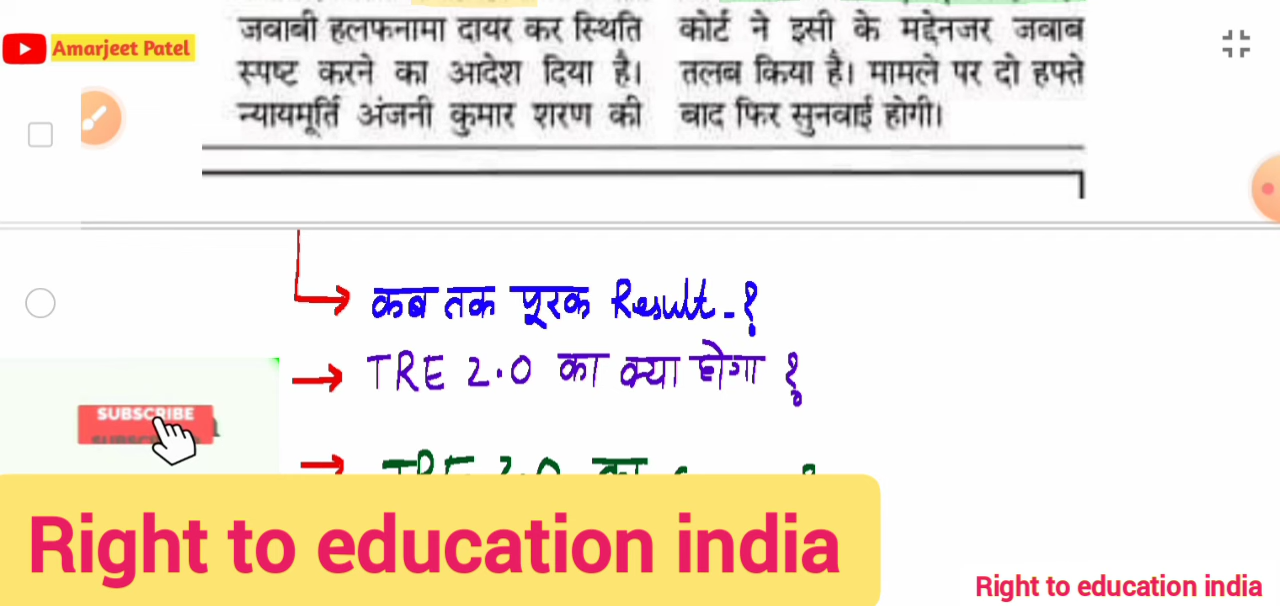 Amarjeet Patel
जवाबी हलफनामा दायर कर स्थिति
स्पष्ट करने का आदेश दिया है।
न्यायमूर्ति अंजनी कुमार शरण की
कोर्ट ने इसी के मद्देनजर जवाब
तलब किया है। मामले पर दो हफ्ते
बाद फिर सुनवाई होगी।
कब तक पूरक Result - ?
TRE 2.0 का क्या होगा ?
TRE का
SUBSCRIBE
Right to education india
Right to education india